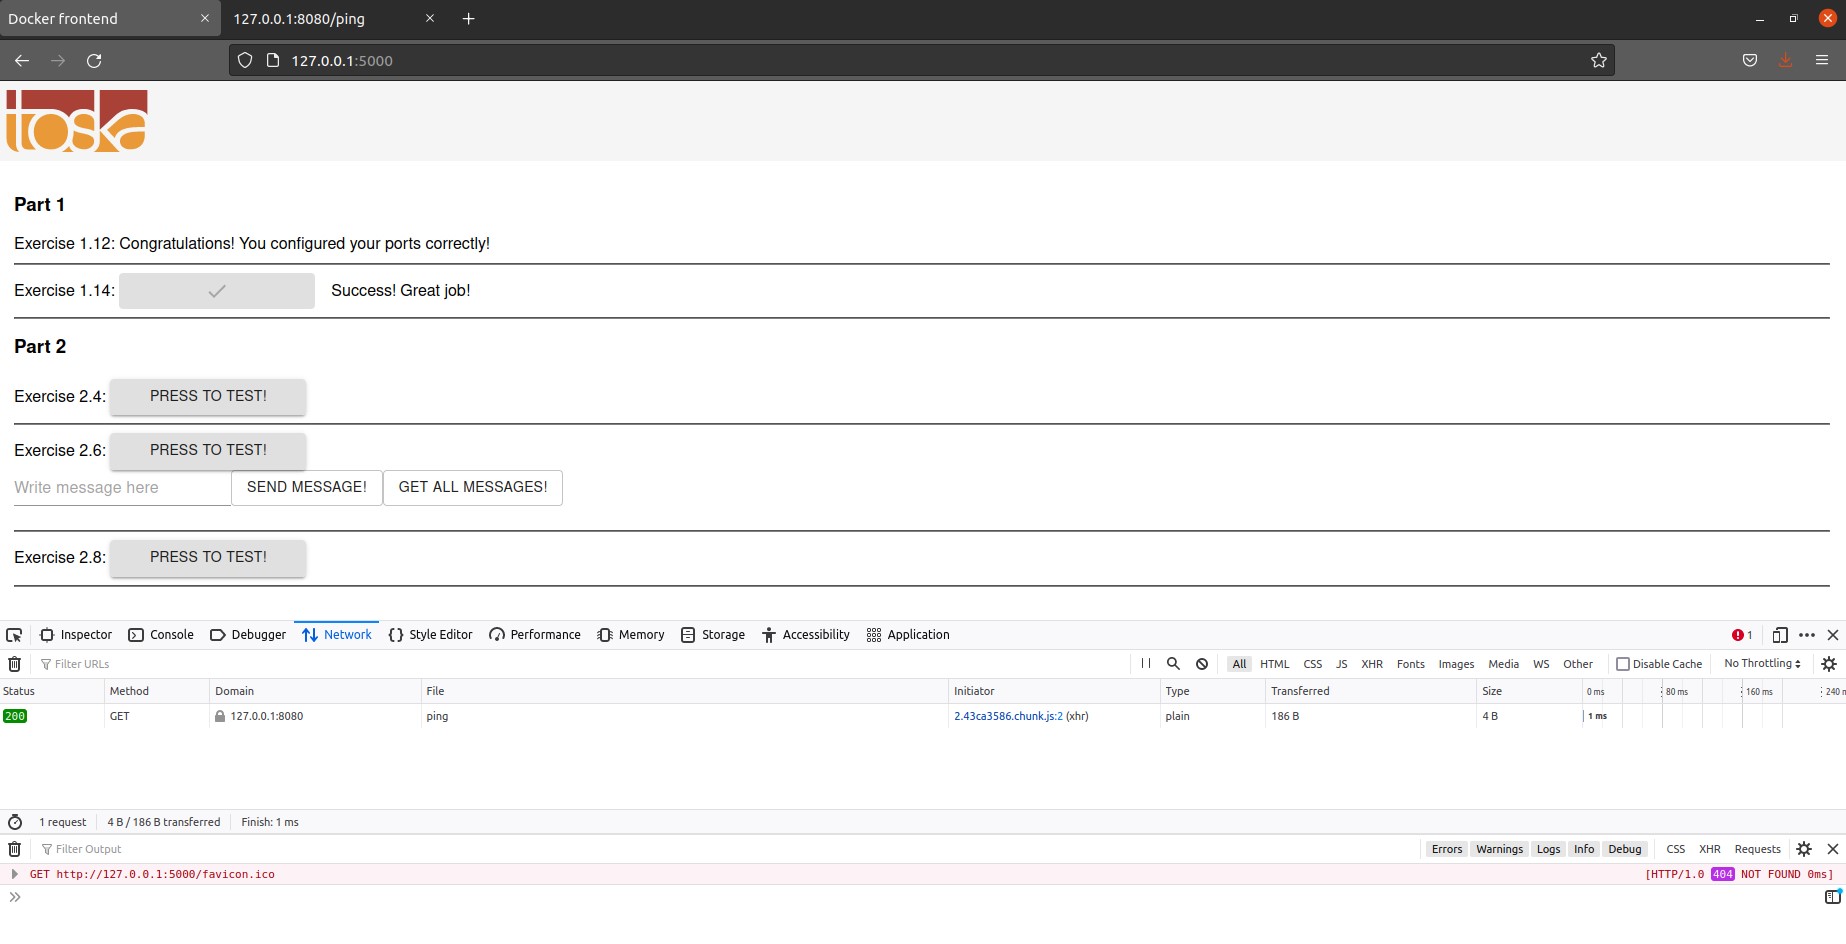 Docker frontend
127.0.0.1:8080/ping
127.0.0.1:5000
toska
Part 1
Exercise 1.12: Congratulations! You configured your ports correctly!
Exercise 1.14: Success! Great job!
Part 2
Exercise 2.4: PRESS TO TEST!
Exercise 2.6: PRESS TO TEST!
Write message here SEND MESSAGE! GET ALL MESSAGES!
Exercise 2.8: PRESS TO TEST!
Inspector Console Debugger Network Style Editor Performance Memory Storage Accessibility Application 1
Filter URLs All HTML CSS JS XHR Fonts Images Media WS Other Disable Cache No Throttling
Status Method Domain File Initiator Type Transferred Size 0 ms 80 ms 160 ms 240 m
200 GET 127.0.0.1:8080 ping 2.43ca3586.chunk.js:2 (xhr) plain 186 B 4 B 1 ms
1 request 4 B / 186 B transferred Finish: 1 ms
Filter Output Errors Warnings Logs Info Debug CSS XHR Requests
GET http://127.0.0.1:5000/favicon.ico [HTTP/1.0 404 NOT FOUND 0ms]